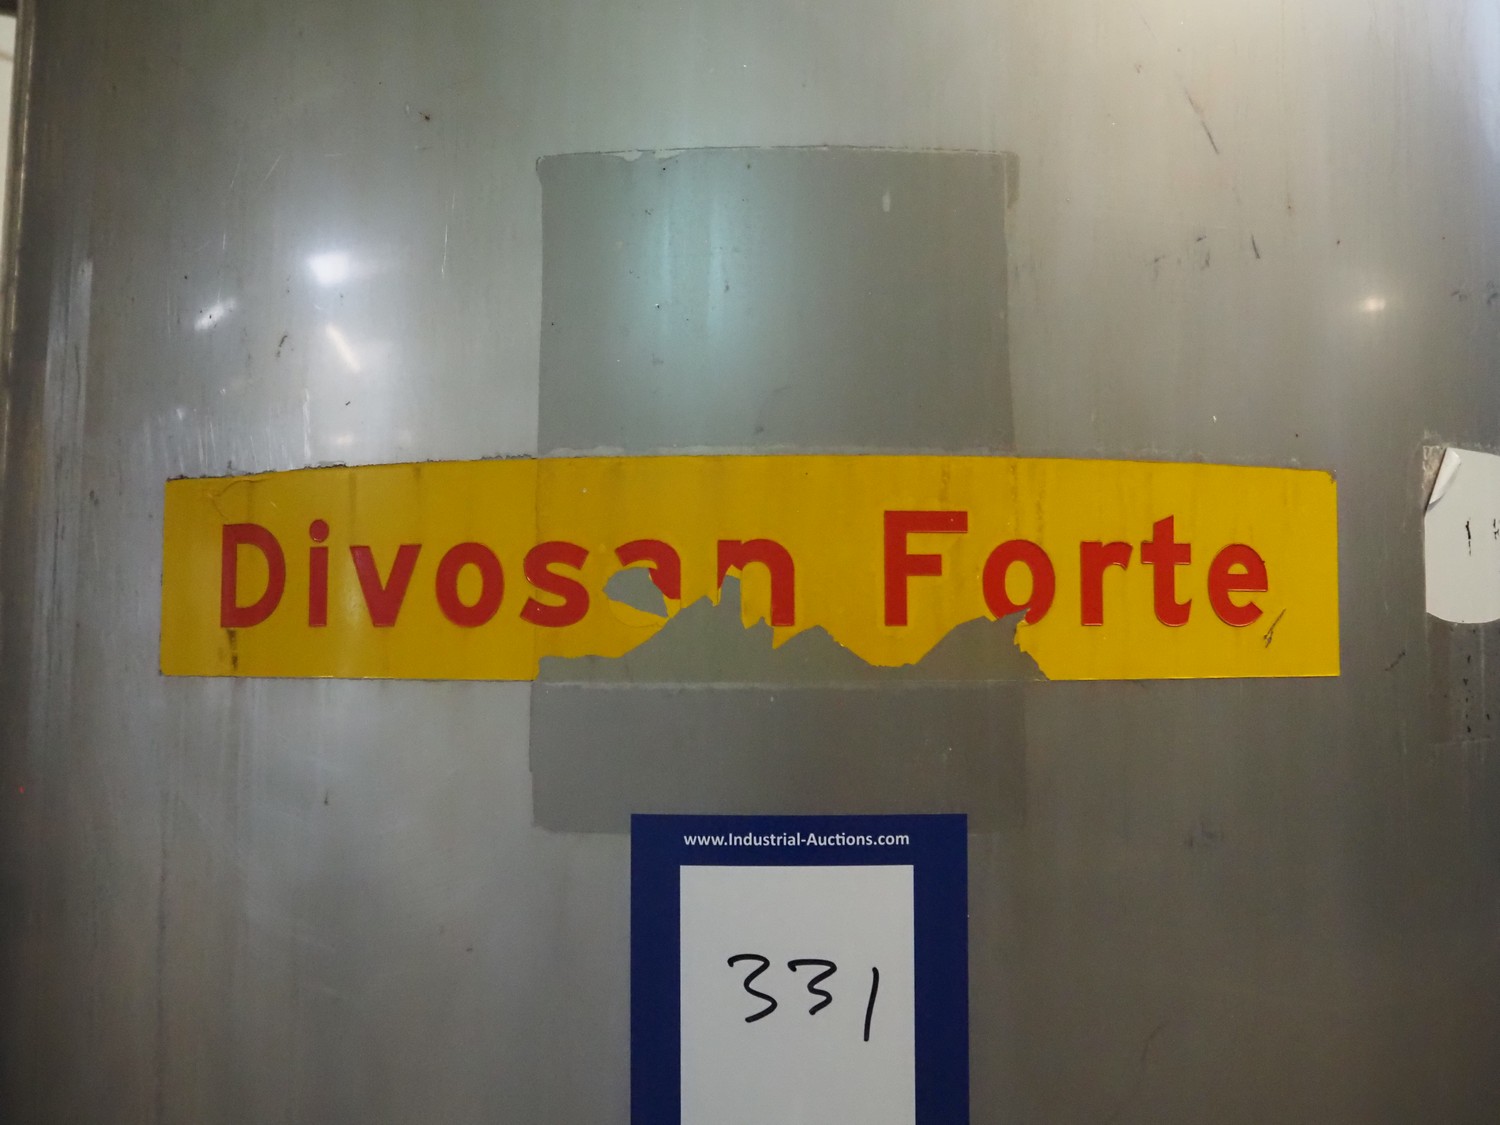 Divosan Forte
www.Industrial-Auctions.com
331